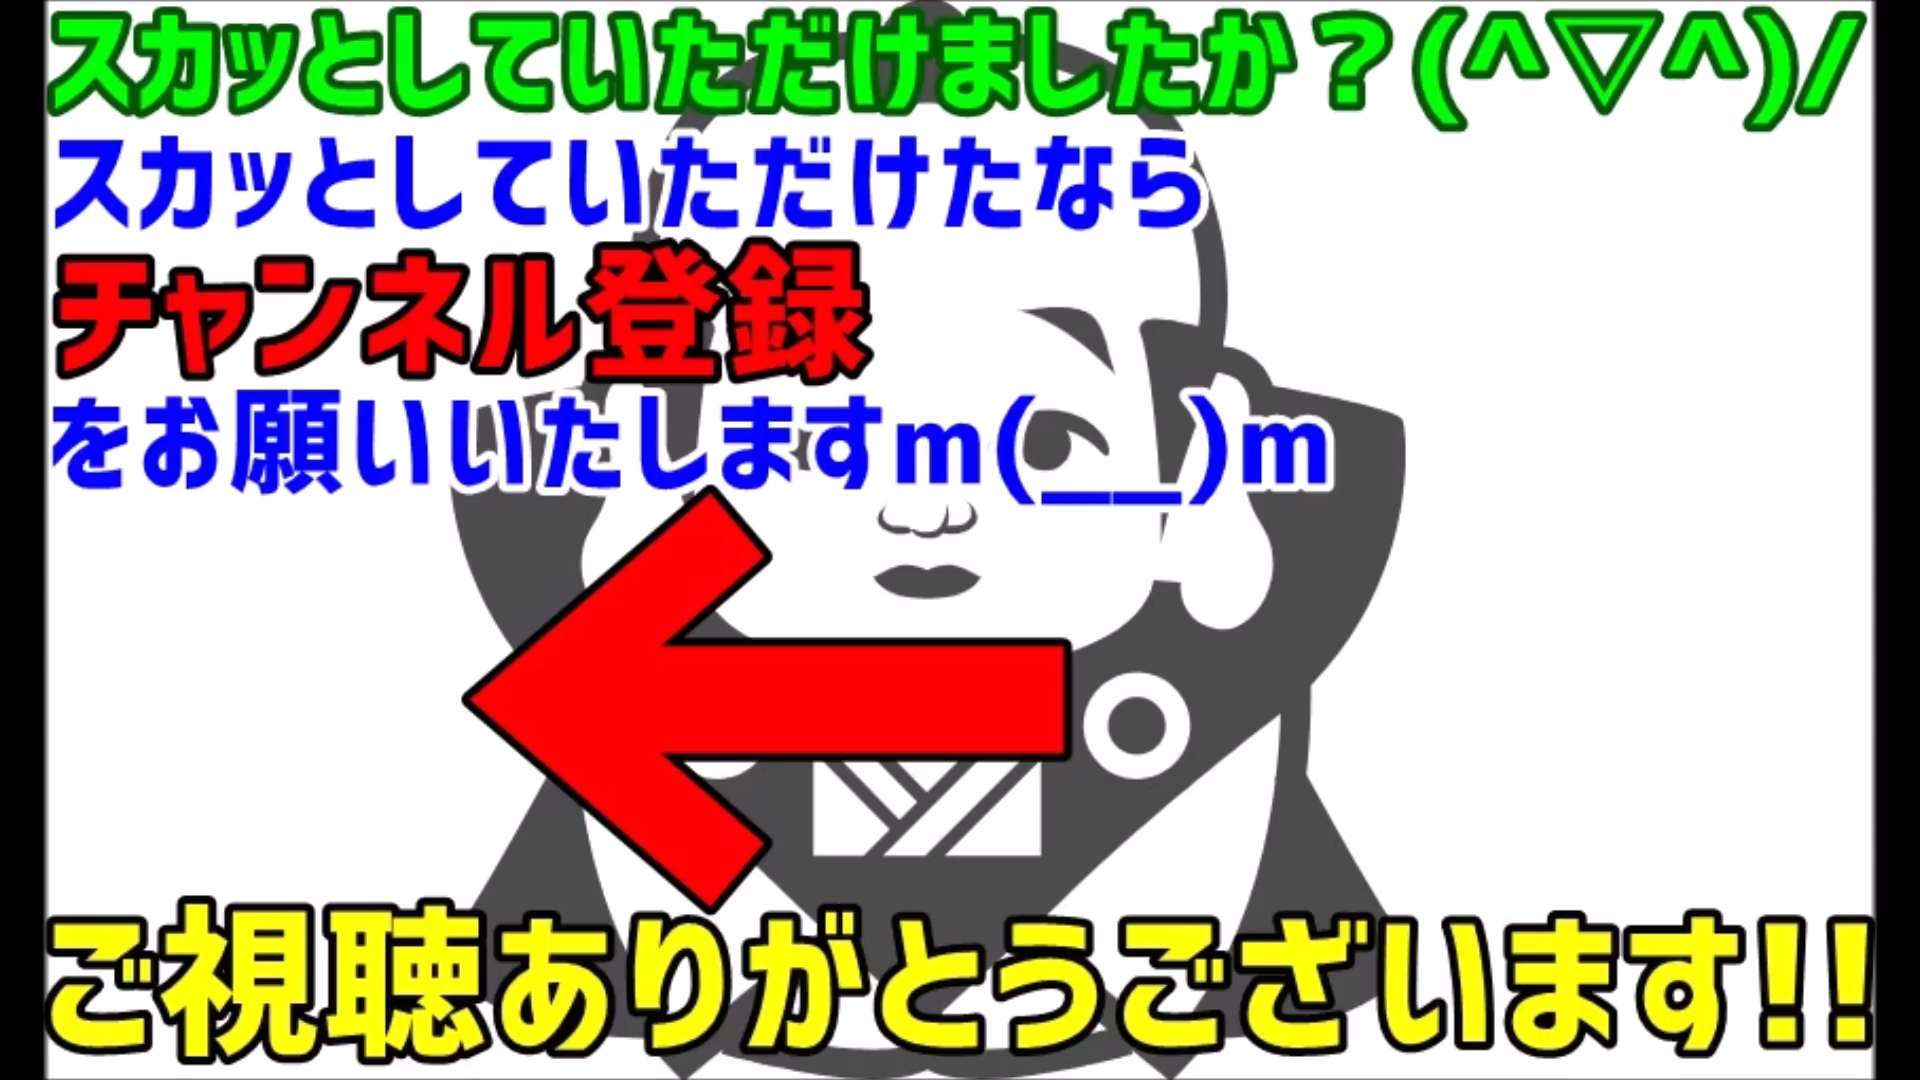 スカッとしていただけましたか？(^▽^)/
スカッとしていただけたなら
チャンネル登録
をお願いいたしますm(__)m
ご視聴ありがとうございます!!